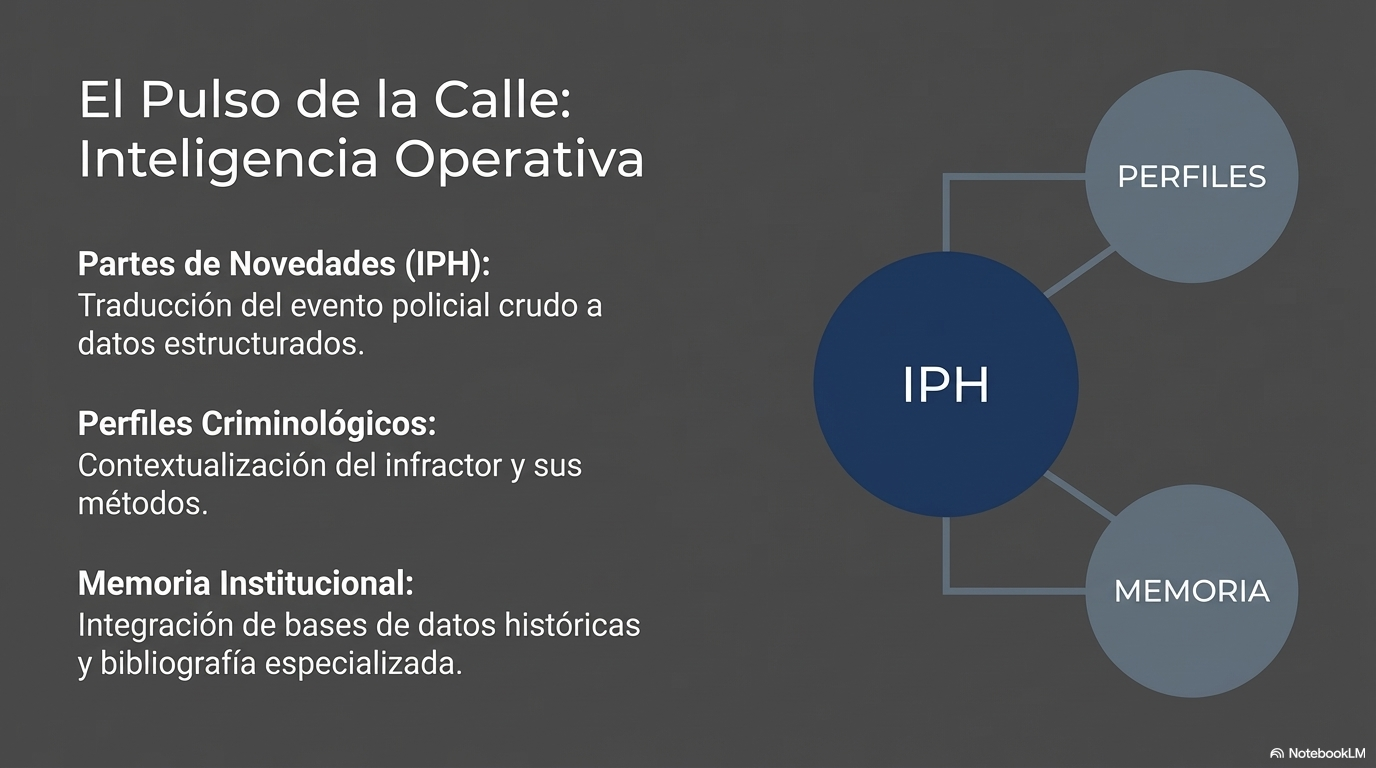 El Pulso de la Calle:
Inteligencia Operativa
Partes de Novedades (IPH):
Traducción del evento policial crudo a
datos estructurados.
Perfiles Criminológicos:
Contextualización del infractor y sus
métodos.
Memoria Institucional:
Integración de bases de datos históricas
y bibliografía especializada.
PERFILES
IPH
MEMORIA
NotebookLM